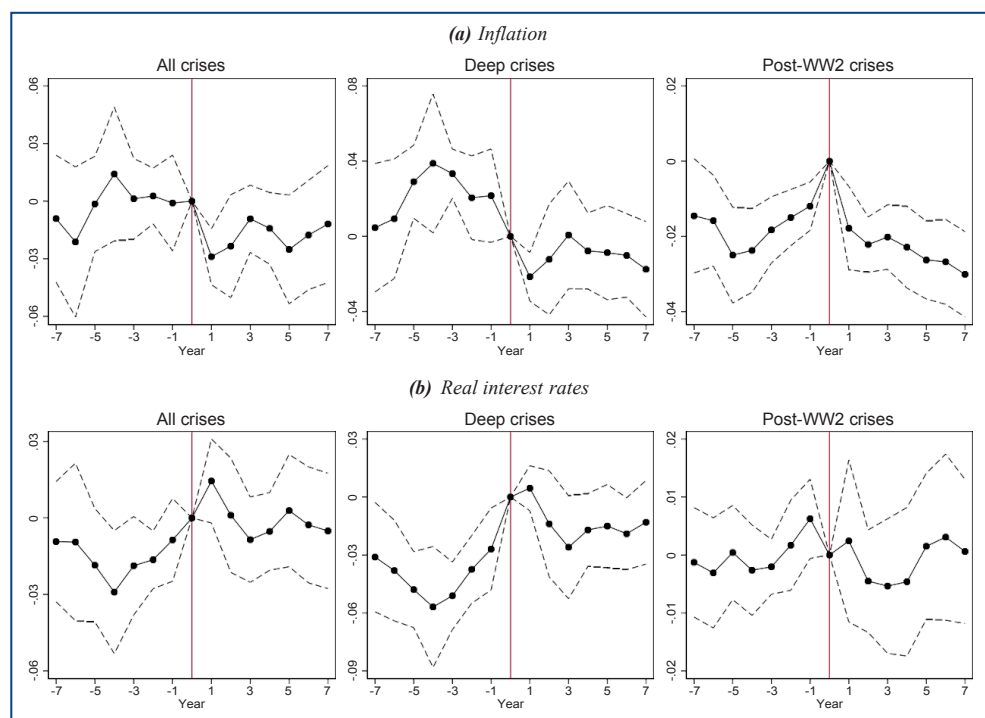 (a) Inflation
All crises
Deep crises
Post-WW2 crises
.06
.03
0
-.03
-.06
-7 -5 -3 -1 1 3 5 7
Year
.08
.04
0
-.04
-7 -5 -3 -1 1 3 5 7
Year
.02
0
-.02
-.04
-7 -5 -3 -1 1 3 5 7
Year
(b) Real interest rates
All crises
Deep crises
Post-WW2 crises
.03
0
-.03
-.06
-7 -5 -3 -1 1 3 5 7
Year
.03
0
-.03
-.06
-.09
-7 -5 -3 -1 1 3 5 7
Year
.02
.01
0
-.01
-.02
-7 -5 -3 -1 1 3 5 7
Year